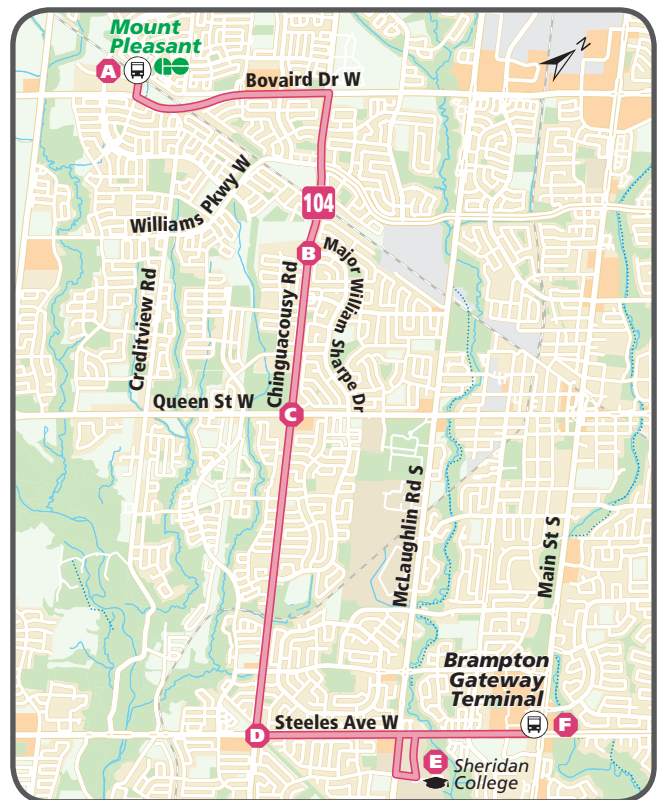 Mount
Pleasant
A
GO
Bovaird Dr W
N
Williams Pkwy W
104
B
Major William Sharpe Dr
Creditview Rd
Chinguacousy Rd
Queen St W
C
McLaughlin Rd S
Main St S
Brampton
Gateway
Terminal
D
Steeles Ave W
F
E
Sheridan
College